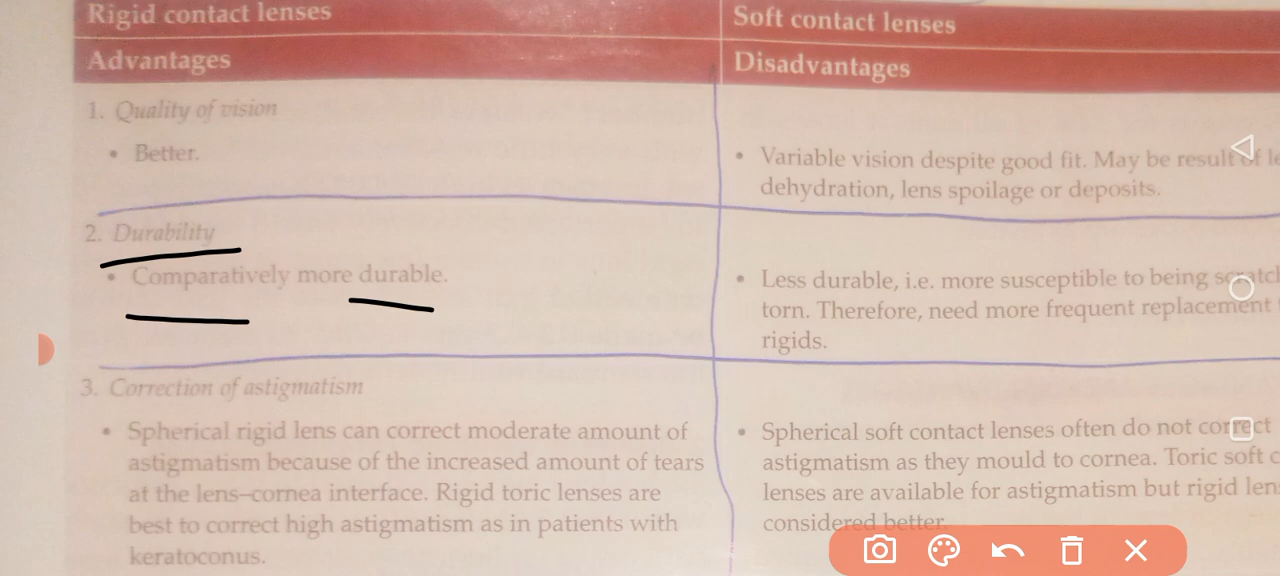 Rigid contact lenses
Soft contact lenses
Advantages
Disadvantages
1. Quality of vision
• Better.
• Variable vision despite good fit. May be result of
dehydration, lens spoilage or deposits.
2. Durability
• Comparatively more durable.
• Less durable, i.e. more susceptible to being
torn. Therefore, need more frequent replacement
rigids.
3. Correction of astigmatism
• Spherical rigid lens can correct moderate amount of
astigmatism because of the increased amount of tears
at the lens–cornea interface. Rigid toric lenses are
best to correct high astigmatism as in patients with
keratoconus.
• Spherical soft contact lenses often do not correct
astigmatism as they mould to cornea. Toric soft
lenses are available for astigmatism but rigid
considered better.